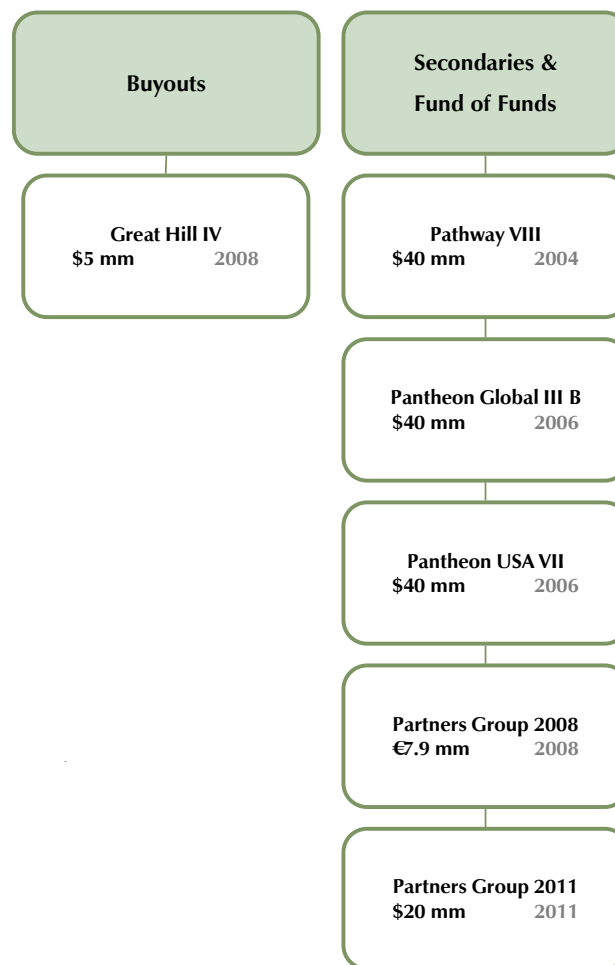 Buyouts
Great Hill IV
$5 mm 2008
Secondaries &
Fund of Funds
Pathway VIII
$40 mm 2004
Pantheon Global III B
$40 mm 2006
Pantheon USA VII
$40 mm 2006
Partners Group 2008
€7.9 mm 2008
Partners Group 2011
$20 mm 2011